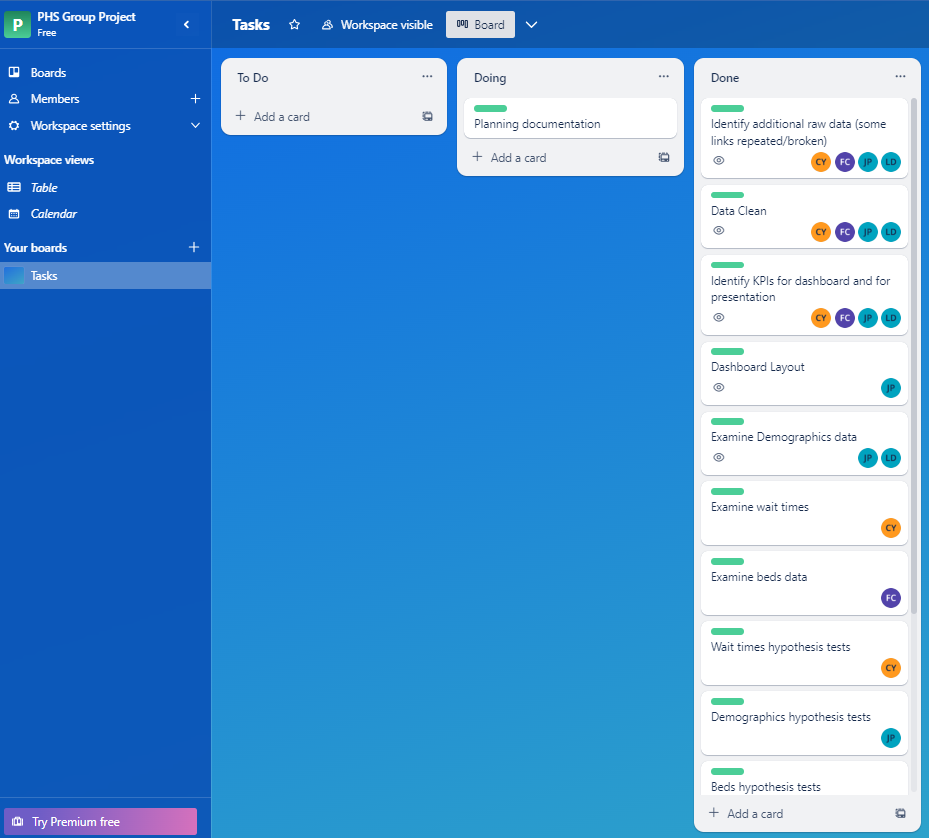 P
PHS Group Project
Free
Boards
Members
Workspace settings
Workspace views
Table
Calendar
Your boards
Tasks
Try Premium free
Tasks
Workspace visible
Board
To Do
Add a card
Doing
Planning documentation
Add a card
Done
Identify additional raw data (some
links repeated/broken)
CY FC JP LD
Data Clean
CY FC JP LD
Identify KPIs for dashboard and for
presentation
CY FC JP LD
Dashboard Layout
JP
Examine Demographics data
JP LD
Examine wait times
CY
Examine beds data
FC
Wait times hypothesis tests
CY
Demographics hypothesis tests
JP
Beds hypothesis tests
Add a card